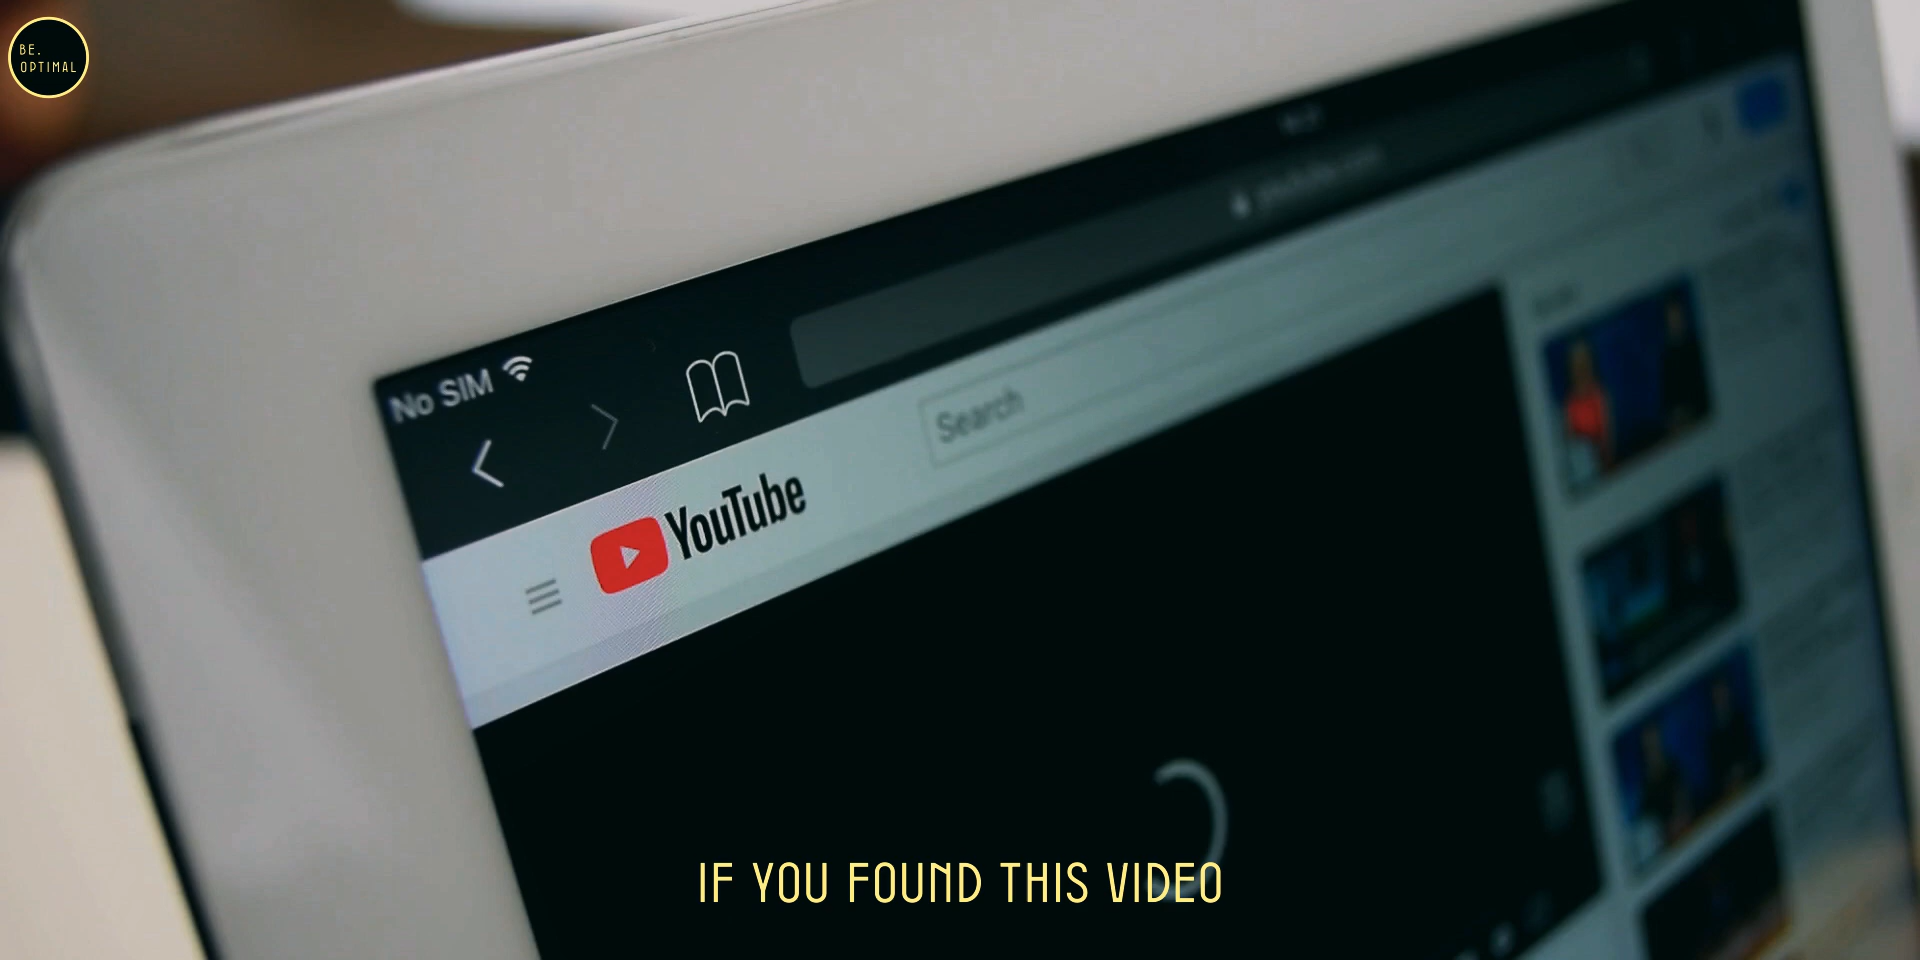 BE.
OPTIMAL
No SIM
Search
YouTube
IF YOU FOUND THIS VIDEO